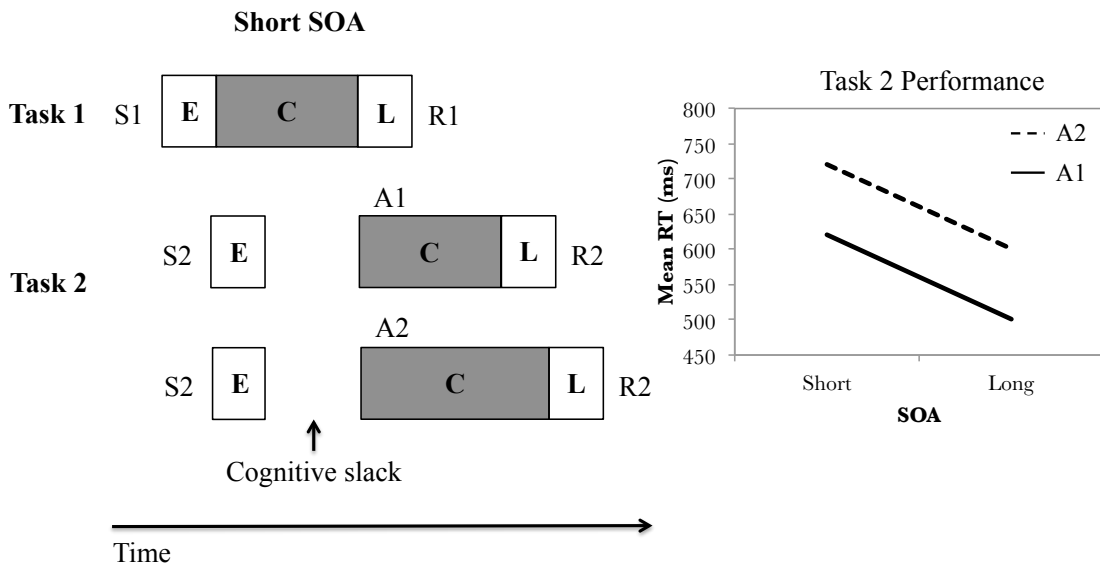 Short SOA
Task 1 S1 E C L R1
A1
S2 E C L R2
Task 2
A2
S2 E C L R2
Cognitive slack
Time
Task 2 Performance
800
750
700
650
600
550
500
450
Mean RT (ms)
A2
A1
Short Long
SOA